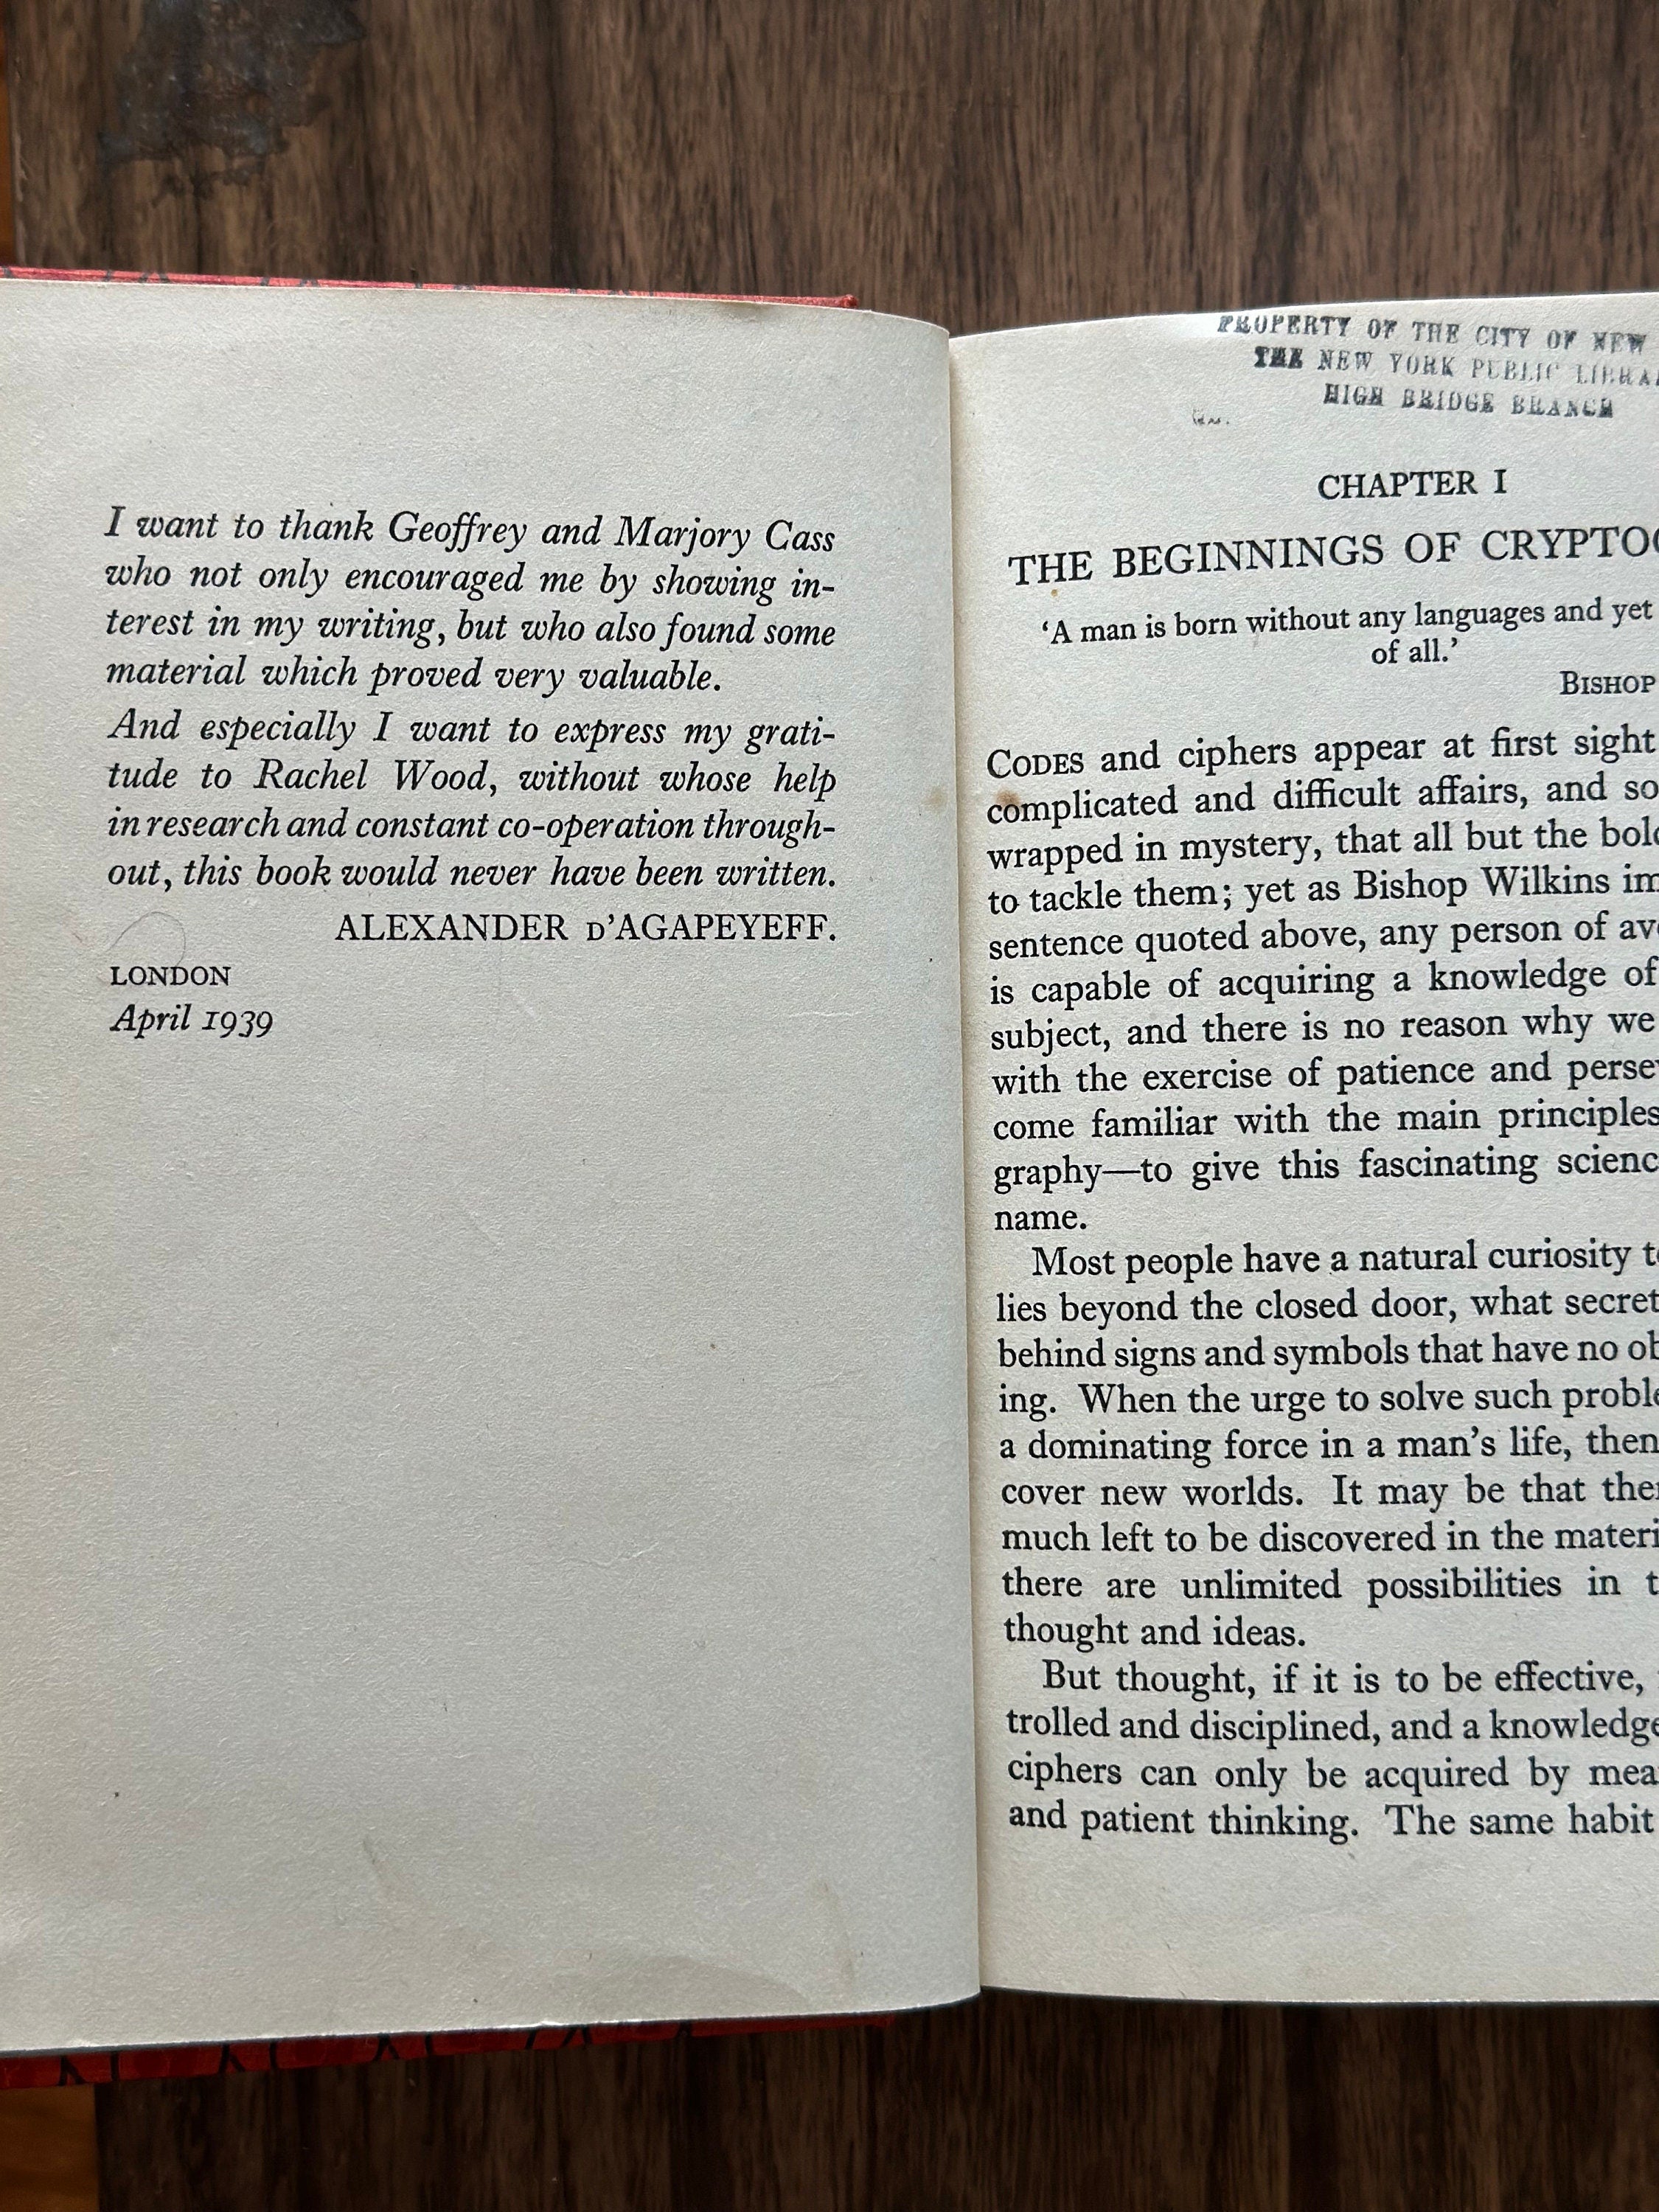 I want to thank Geoffrey and Marjory Cass
who not only encouraged me by showing in-
terest in my writing, but who also found some
material which proved very valuable.
And especially I want to express my grati-
tude to Rachel Wood, without whose help
in research and constant co-operation through-
out, this book would never have been written.
ALEXANDER D'AGAPEYEFF.
LONDON
April 1939
PROPERTY OF THE CITY OF NEW
THE NEW YORK PUBLIC
HIGH BRIDGE BRANCH
CHAPTER I
THE BEGINNINGS OF
‘A man is born without any languages and yet
of all.’
BISHOP
CODES and ciphers appear at first sight
complicated and difficult affairs, and so
wrapped in mystery, that all but the
to tackle them; yet as Bishop Wilkins
sentence quoted above, any person of
is capable of acquiring a knowledge of
subject, and there is no reason why we
with the exercise of patience and
come familiar with the main principles
graphy—to give this fascinating
name.
Most people have a natural curiosity
lies beyond the closed door, what
behind signs and symbols that have no
ing. When the urge to solve such
a dominating force in a man's life, then
cover new worlds. It may be that
much left to be discovered in the
there are unlimited possibilities in
thought and ideas.
But thought, if it is to be effective,
trolled and disciplined, and a knowledge
ciphers can only be acquired by
and patient thinking. The same habit